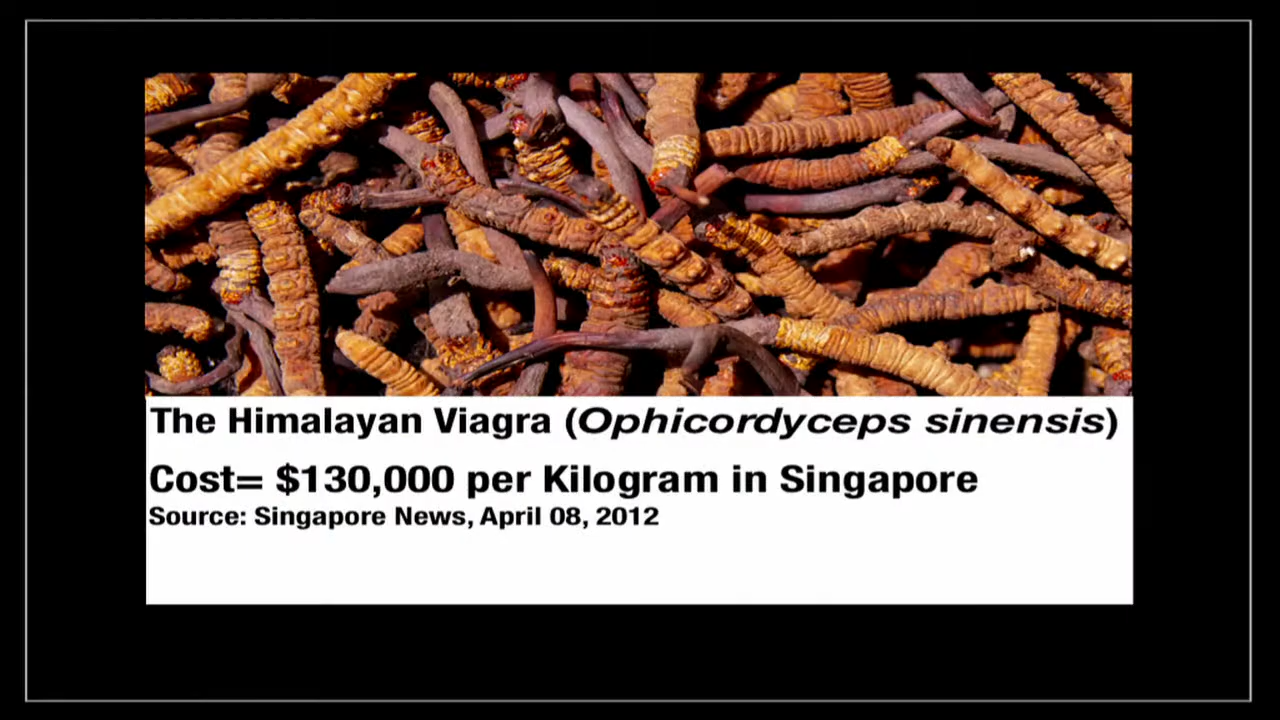 The Himalayan Viagra (Ophicordyceps sinensis)
Cost= $130,000 per Kilogram in Singapore
Source: Singapore News, April 08, 2012